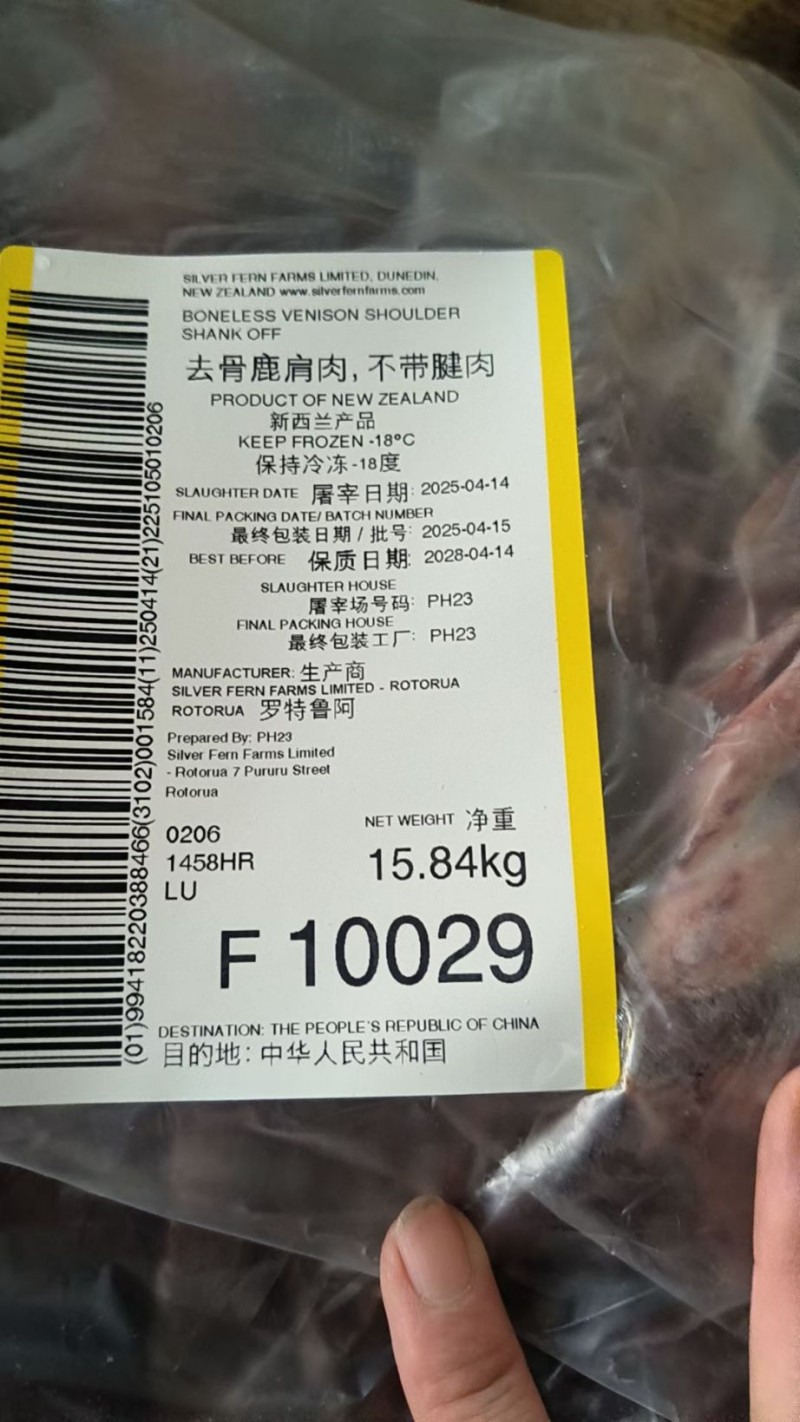 SILVER FERN FARMS LIMITED, DUNEDIN,
NEW ZEALAND www.silverfernfarms.com
BONELESS VENISON SHOULDER
SHANK OFF
去骨鹿肩肉, 不带腱肉
PRODUCT OF NEW ZEALAND
新西兰产品
KEEP FROZEN -18°C
保持冷冻-18度
SLAUGHTER DATE 屠宰日期: 2025-04-14
FINAL PACKING DATE/ BATCH NUMBER
最终包装日期 / 批号: 2025-04-15
BEST BEFORE 保质日期: 2028-04-14
SLAUGHTER HOUSE
屠宰场号码: PH23
FINAL PACKING HOUSE
最终包装工厂: PH23
MANUFACTURER: 生产商
SILVER FERN FARMS LIMITED - ROTORUA
ROTORUA 罗特鲁阿
Prepared By: PH23
Silver Fern Farms Limited
- Rotorua 7 Pururu Street
Rotorua
NET WEIGHT 净重
0206
1458HR
LU
15.84kg
F 10029
DESTINATION: THE PEOPLE'S REPUBLIC OF CHINA
目的地: 中华人民共和国
(01)99418220388466(3102)001584(11)250414(21)225105010206